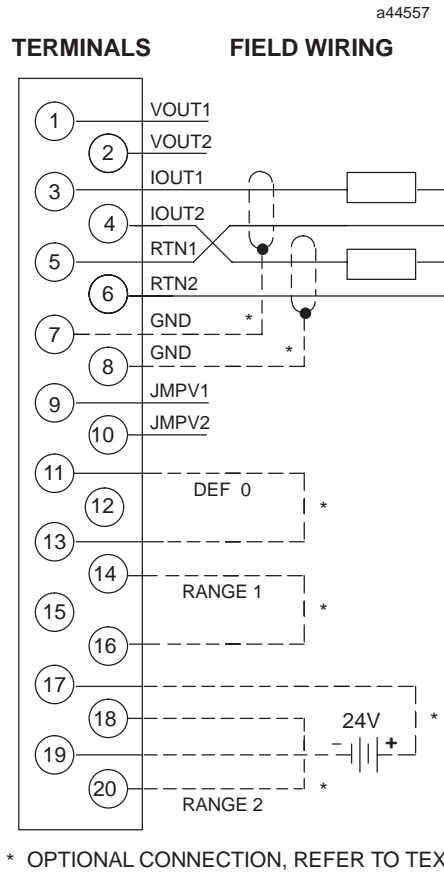 a44557
TERMINALS FIELD WIRING
1 VOUT1
2 VOUT2
3 IOUT1
4 IOUT2
5 RTN1
6 RTN2
7 GND *
8 GND *
9 JMPV1
10 JMPV2
11
DEF 0
12 *
13
14
RANGE 1
15 *
16
17
18 24V *
19 - +
20 *
RANGE 2
* OPTIONAL CONNECTION, REFER TO TEX